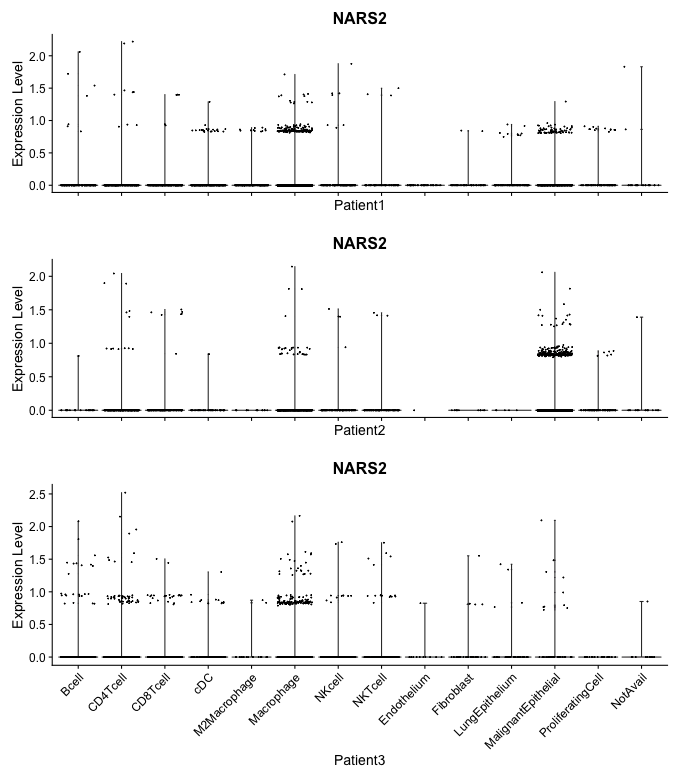 NARS2
Expression Level
2.0
1.5
1.0
0.5
0.0
Patient1
NARS2
Expression Level
2.0
1.5
1.0
0.5
0.0
Patient2
NARS2
Expression Level
2.5
2.0
1.5
1.0
0.5
0.0
Bcell
CD4Tcell
CD8Tcell
cDC
M2Macrophage
Macrophage
NKcell
NKTcell
Endothelium
Fibroblast
LungEpithelium
MalignantEpithelial
ProliferatingCell
NotAvail
Patient3